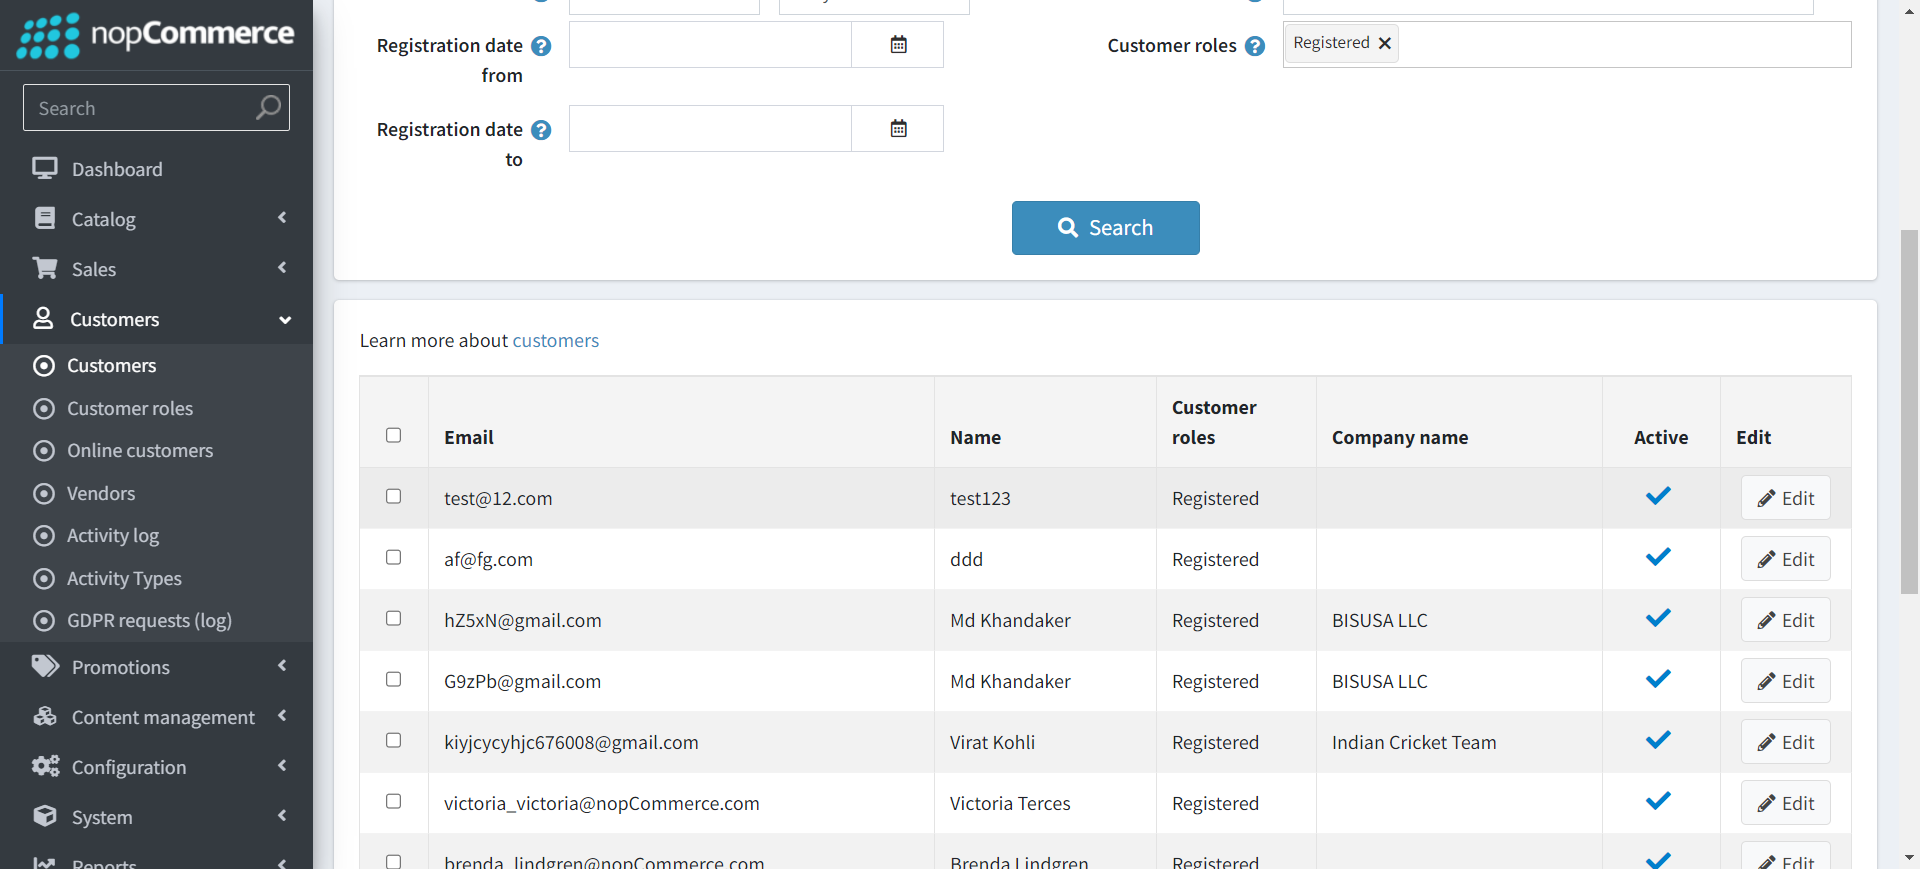 nopCommerce
Search
Dashboard
Catalog
Sales
Customers
Customers
Customer roles
Online customers
Vendors
Activity log
Activity Types
GDPR requests (log)
Promotions
Content management
Configuration
System
Reports
Registration date
from
Customer roles
Registered
Registration date
to
Search
Learn more about customers
Email Name Customer roles Company name Active Edit
test@12.com test123 Registered Edit
af@fg.com ddd Registered Edit
hZ5xN@gmail.com Md Khandaker Registered BISUSA LLC Edit
G9zPb@gmail.com Md Khandaker Registered BISUSA LLC Edit
kiyjcycyhjc676008@gmail.com Virat Kohli Registered Indian Cricket Team Edit
victoria_victoria@nopCommerce.com Victoria Terces Registered Edit
brenda_lindgren@nopCommerce.com Brenda Lindgren Registered Edit